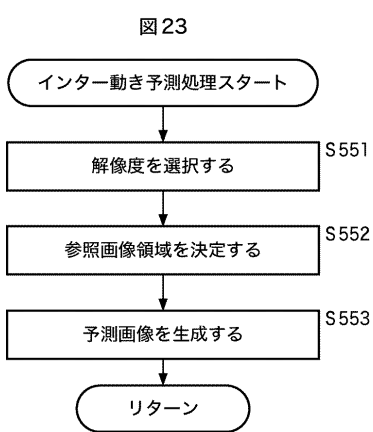 図23
インター動き予測処理スタート
解像度を選択する
S551
参照画像領域を決定する
S552
予測画像を生成する
S553
リターン